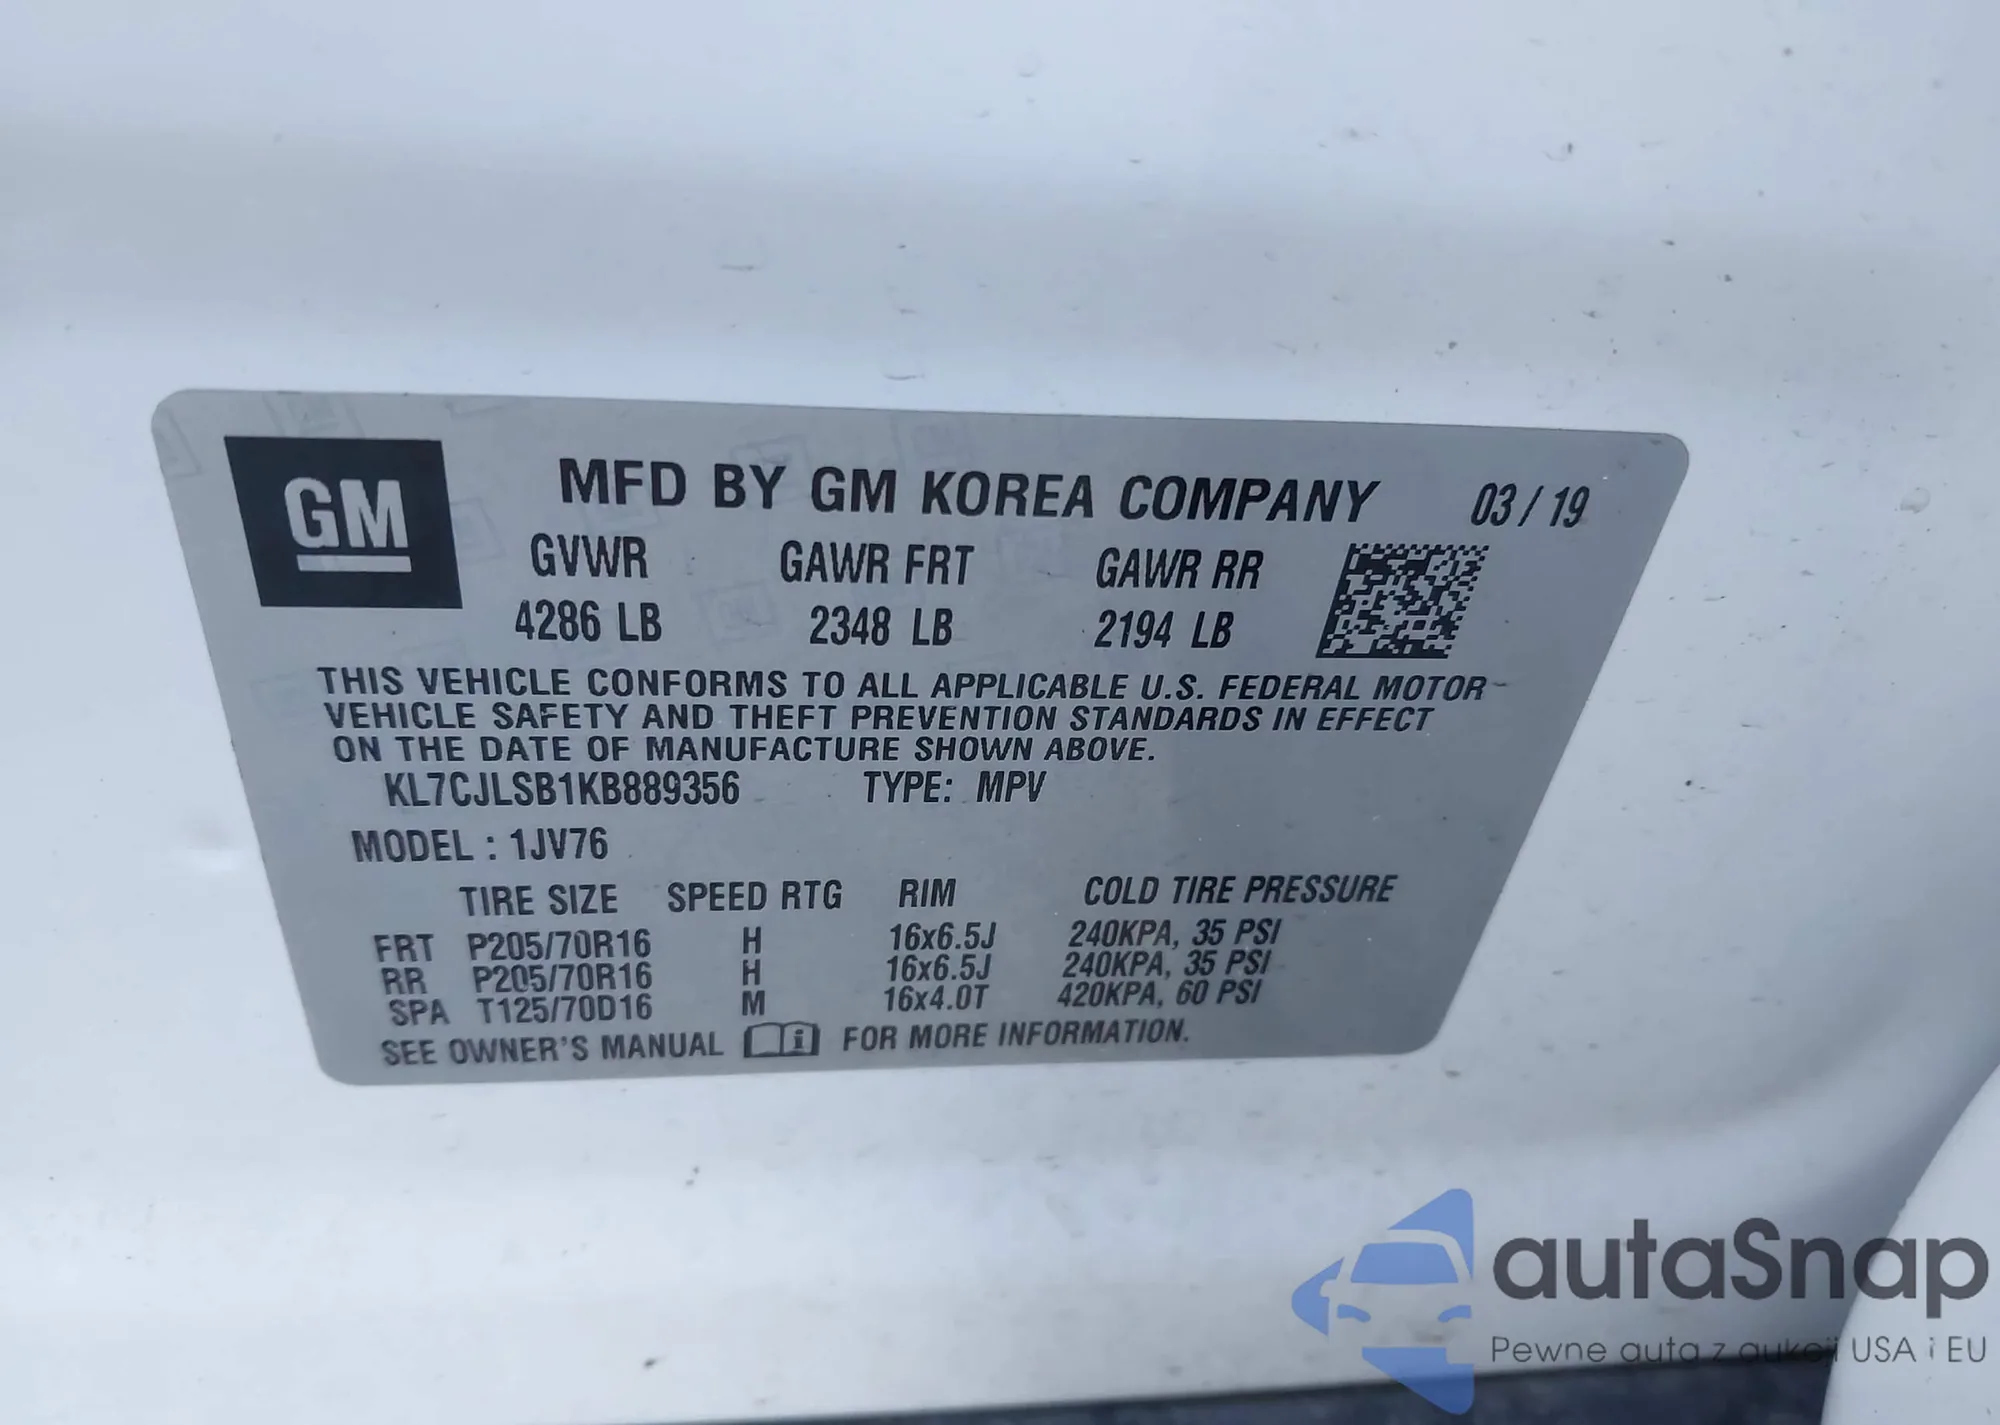 GM
MFD BY GM KOREA COMPANY 03/19
GVWR GAWR FRT GAWR RR
4286 LB 2348 LB 2194 LB
THIS VEHICLE CONFORMS TO ALL APPLICABLE U.S. FEDERAL MOTOR
VEHICLE SAFETY AND THEFT PREVENTION STANDARDS IN EFFECT
ON THE DATE OF MANUFACTURE SHOWN ABOVE.
KL7CJLSB1KB889356 TYPE: MPV
MODEL : 1JV76
TIRE SIZE SPEED RTG RIM COLD TIRE PRESSURE
FRT P205/70R16 H 16x6.5J 240KPA, 35 PSI
RR P205/70R16 H 16x6.5J 240KPA, 35 PSI
SPA T125/70D16 M 16x4.0T 420KPA, 60 PSI
SEE OWNER'S MANUAL i FOR MORE INFORMATION.
autaSnap
Pewne auta z aukcji USA i EU